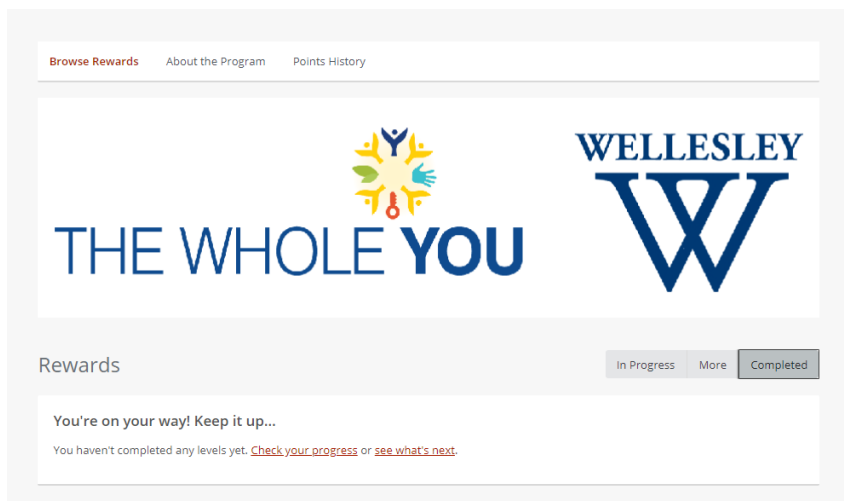 Browse Rewards About the Program Points History
THE WHOLE YOU
WELLESLEY
W
Rewards
In Progress More Completed
You're on your way! Keep it up...
You haven't completed any levels yet. Check your progress or see what's next.